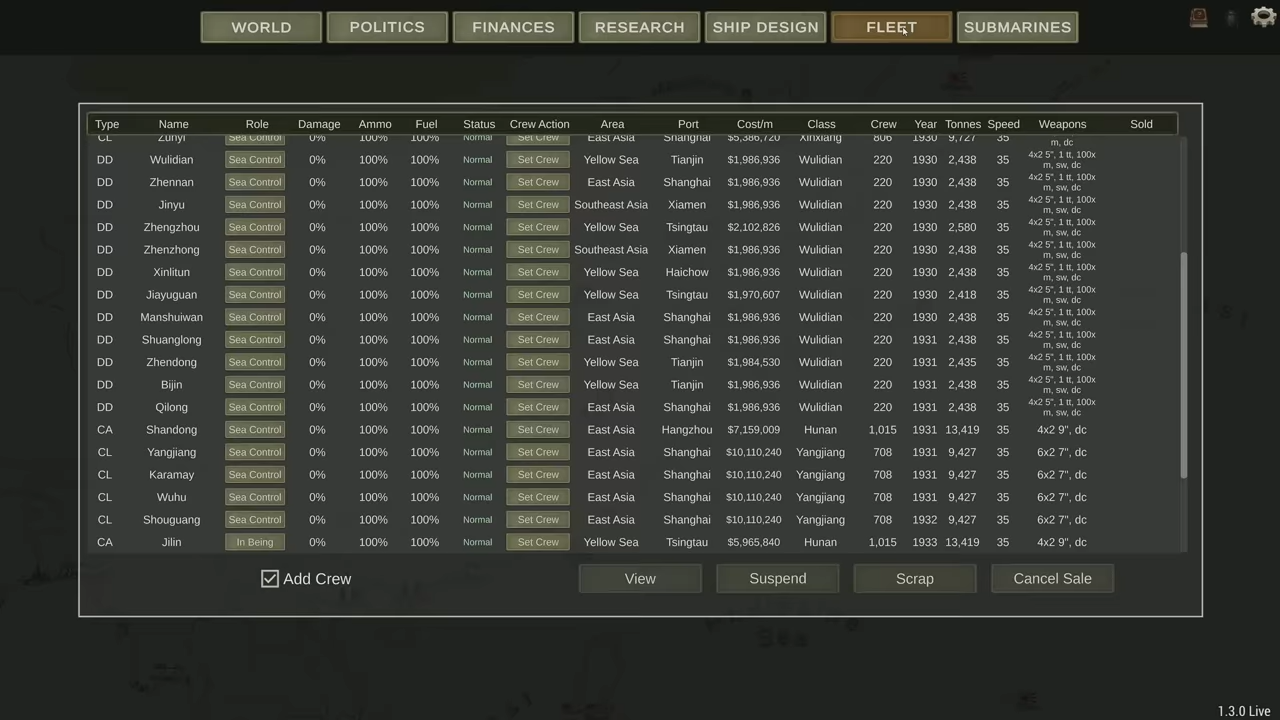 WORLD POLITICS FINANCES RESEARCH SHIP DESIGN FLEET SUBMARINES
Type Name Role Damage Ammo Fuel Status Crew Action Area Port Cost/m Class Crew Year Tonnes Speed Weapons Sold
CL Zunyi Sea Control 0% 100% 100% Normal Set Crew East Asia Shanghai $5,386,720 Xinxiang 806 1930 9,727 35 m, dc
DD Wulidian Sea Control 0% 100% 100% Normal Set Crew Yellow Sea Tianjin $1,986,936 Wulidian 220 1930 2,438 35 4x2 5", 1 tt, 100x m, sw, dc
DD Zhennan Sea Control 0% 100% 100% Normal Set Crew East Asia Shanghai $1,986,936 Wulidian 220 1930 2,438 35 4x2 5", 1 tt, 100x m, sw, dc
DD Jinyu Sea Control 0% 100% 100% Normal Set Crew Southeast Asia Xiamen $1,986,936 Wulidian 220 1930 2,438 35 4x2 5", 1 tt, 100x m, sw, dc
DD Zhengzhou Sea Control 0% 100% 100% Normal Set Crew Yellow Sea Tsingtau $2,102,826 Wulidian 220 1930 2,580 35 4x2 5", 1 tt, 100x m, sw, dc
DD Zhenzhong Sea Control 0% 100% 100% Normal Set Crew Southeast Asia Xiamen $1,986,936 Wulidian 220 1930 2,438 35 4x2 5", 1 tt, 100x m, sw, dc
DD Xinlitun Sea Control 0% 100% 100% Normal Set Crew Yellow Sea Haichow $1,986,936 Wulidian 220 1930 2,438 35 4x2 5", 1 tt, 100x m, sw, dc
DD Jiayuguan Sea Control 0% 100% 100% Normal Set Crew Yellow Sea Tsingtau $1,970,607 Wulidian 220 1930 2,418 35 4x2 5", 1 tt, 100x m, sw, dc
DD Manshuiwan Sea Control 0% 100% 100% Normal Set Crew East Asia Shanghai $1,986,936 Wulidian 220 1930 2,438 35 4x2 5", 1 tt, 100x m, sw, dc
DD Shuanglong Sea Control 0% 100% 100% Normal Set Crew East Asia Shanghai $1,986,936 Wulidian 220 1931 2,438 35 4x2 5", 1 tt, 100x m, sw, dc
DD Zhendong Sea Control 0% 100% 100% Normal Set Crew Yellow Sea Tianjin $1,984,530 Wulidian 220 1931 2,435 35 4x2 5", 1 tt, 100x m, sw, dc
DD Bijin Sea Control 0% 100% 100% Normal Set Crew Yellow Sea Tianjin $1,986,936 Wulidian 220 1931 2,438 35 4x2 5", 1 tt, 100x m, sw, dc
DD Qilong Sea Control 0% 100% 100% Normal Set Crew East Asia Shanghai $1,986,936 Wulidian 220 1931 2,438 35 4x2 5", 1 tt, 100x m, sw, dc
CA Shandong Sea Control 0% 100% 100% Normal Set Crew East Asia Hangzhou $7,159,009 Hunan 1,015 1931 13,419 35 4x2 9", dc
CL Yangjiang Sea Control 0% 100% 100% Normal Set Crew East Asia Shanghai $10,110,240 Yangjiang 708 1931 9,427 35 6x2 7", dc
CL Karamay Sea Control 0% 100% 100% Normal Set Crew East Asia Shanghai $10,110,240 Yangjiang 708 1931 9,427 35 6x2 7", dc
CL Wuhu Sea Control 0% 100% 100% Normal Set Crew East Asia Shanghai $10,110,240 Yangjiang 708 1931 9,427 35 6x2 7", dc
CL Shouguang Sea Control 0% 100% 100% Normal Set Crew East Asia Shanghai $10,110,240 Yangjiang 708 1932 9,427 35 6x2 7", dc
CA Jilin In Being 0% 100% 100% Normal Set Crew Yellow Sea Tsingtau $5,965,840 Hunan 1,015 1933 13,419 35 4x2 9", dc
Add Crew View Suspend Scrap Cancel Sale
Sea
1.3.0 Live